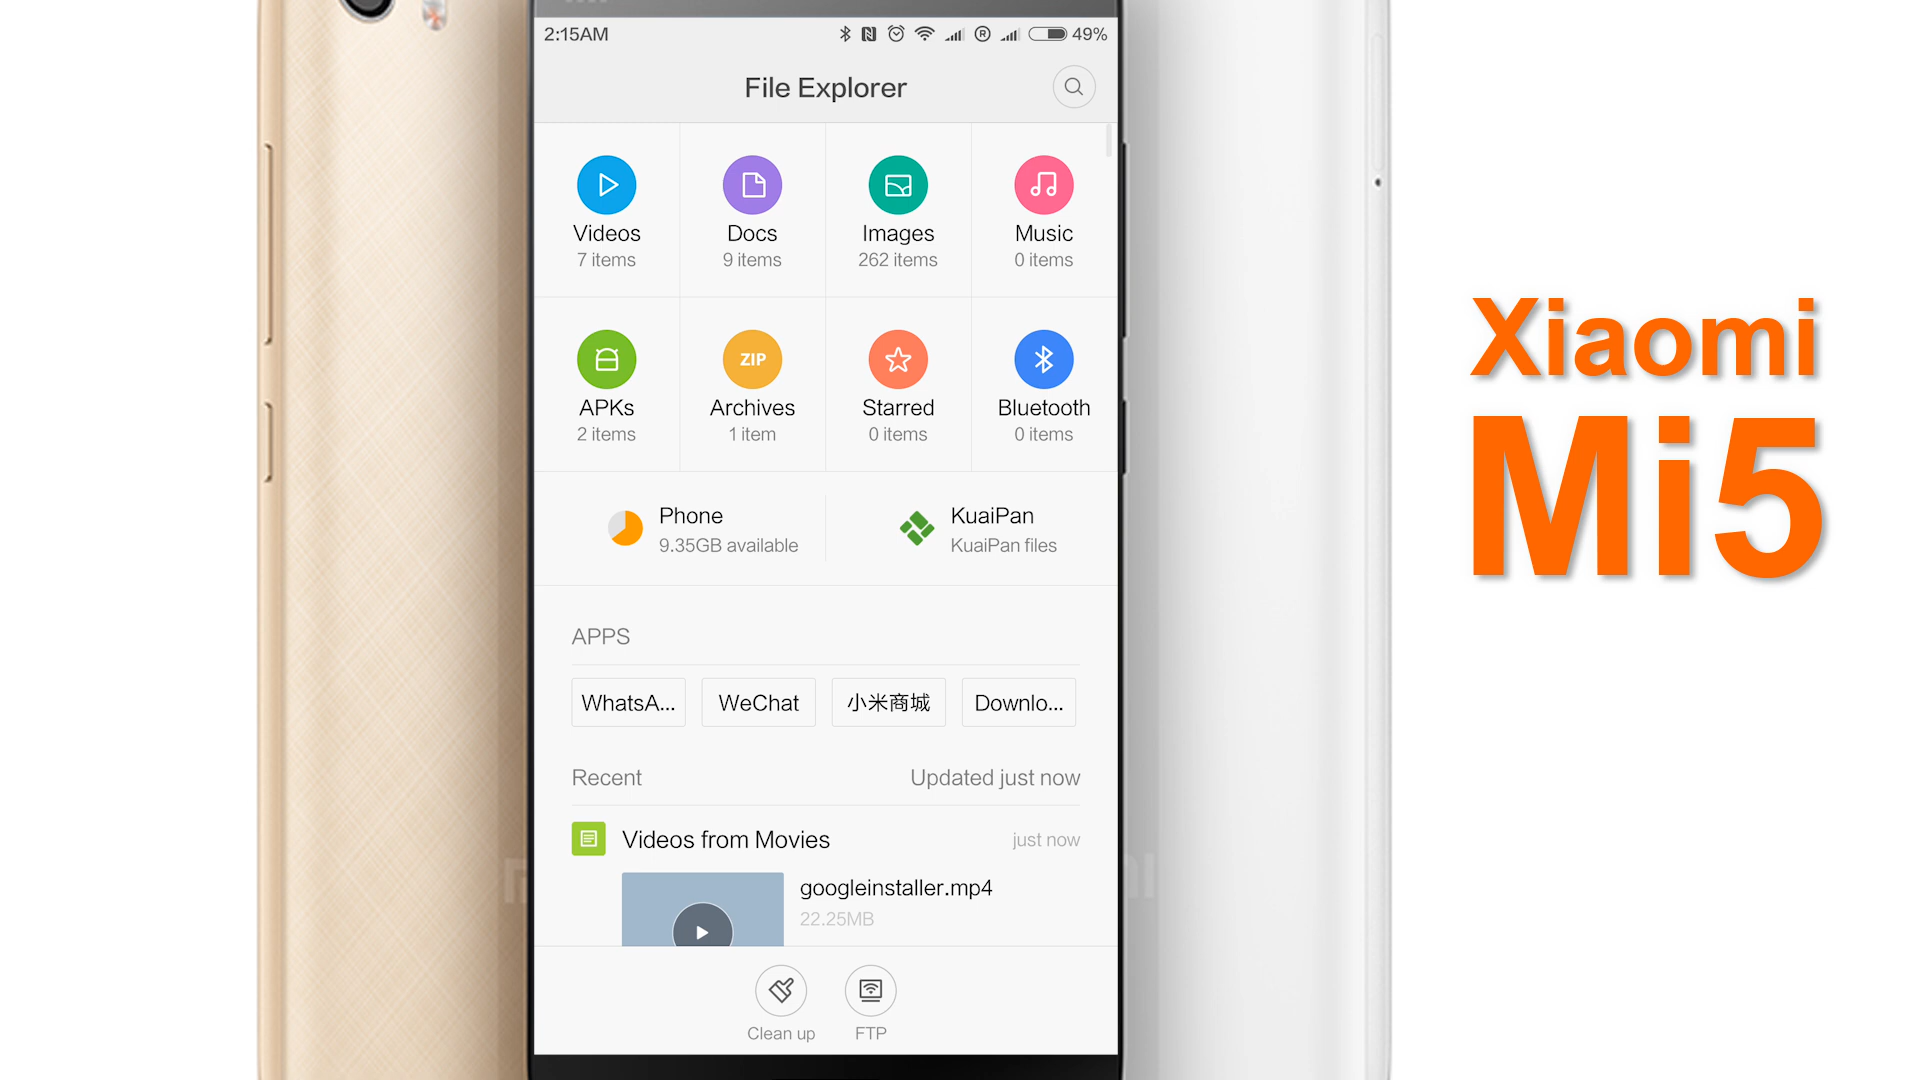 2:15AM
49%
File Explorer
Videos
7 items
Docs
9 items
Images
262 items
Music
0 items
APKs
2 items
ZIP
Archives
1 item
Starred
0 items
Bluetooth
0 items
Phone
9.35GB available
KuaiPan
KuaiPan files
APPS
WhatsA...
WeChat
小米商城
Downlo...
Recent
Updated just now
Videos from Movies
just now
googleinstaller.mp4
22.25MB
Clean up
FTP
Xiaomi
Mi5